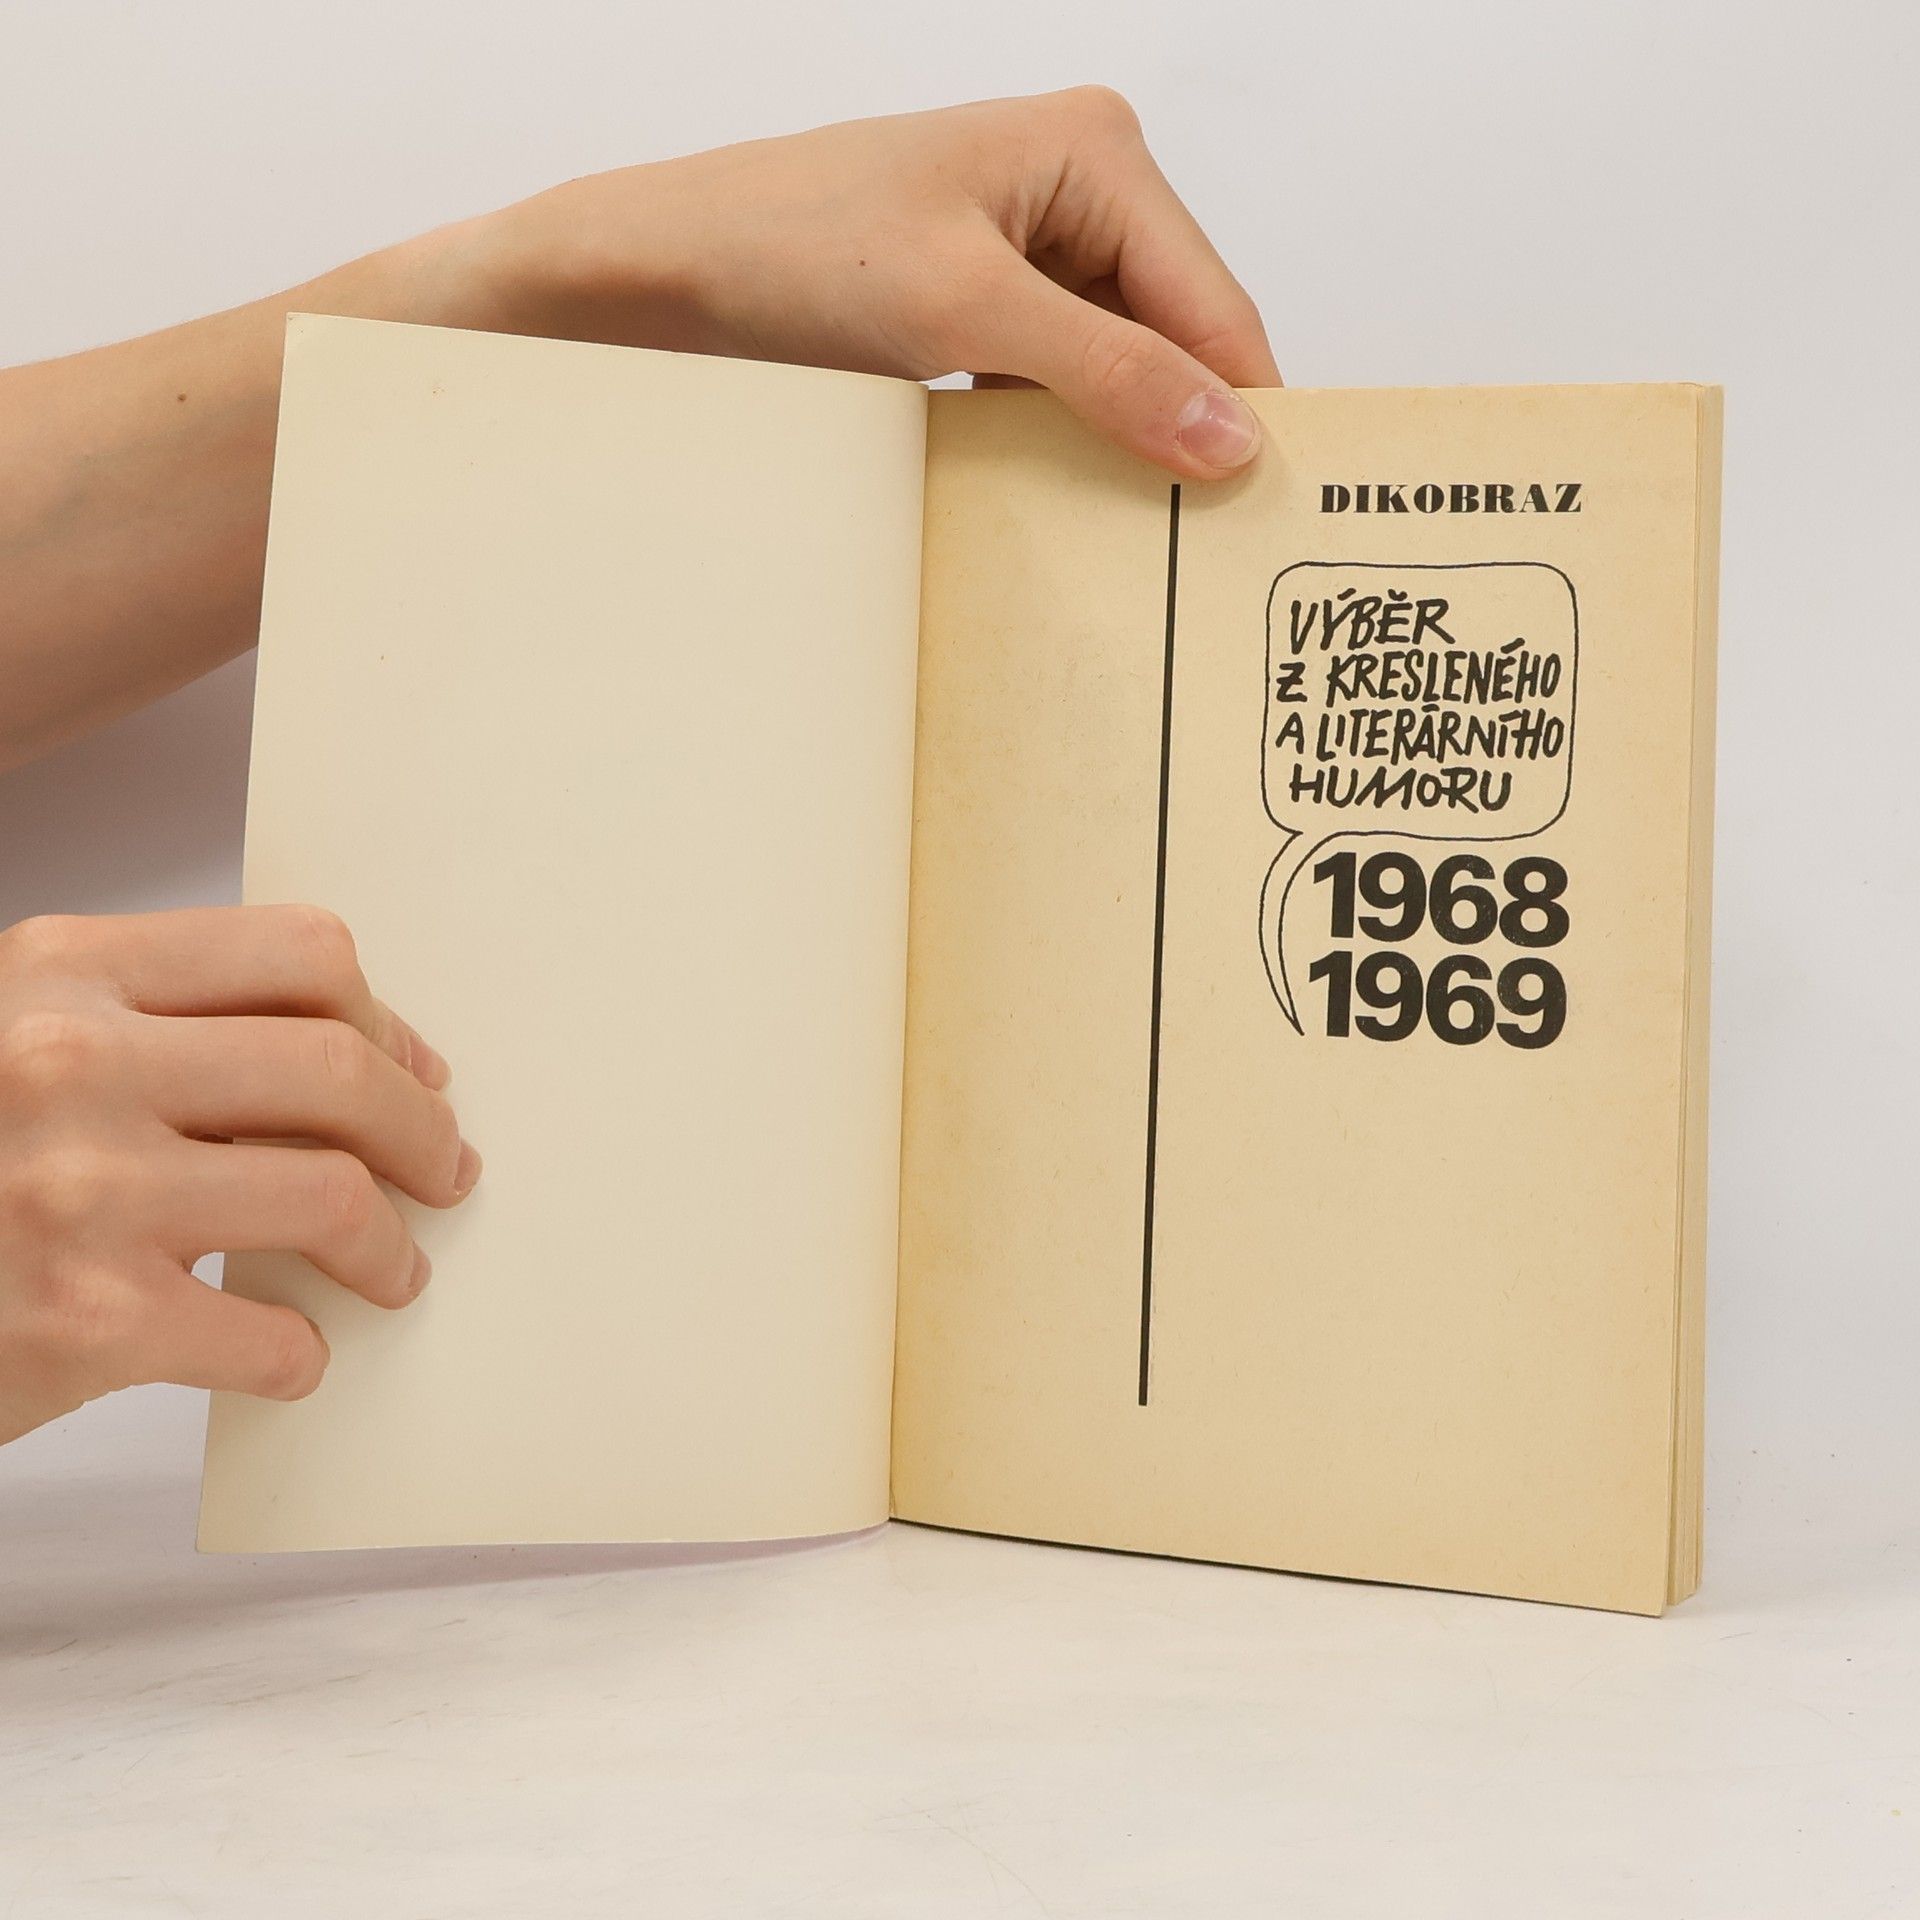 DIKOBRAZ
VÝBĚR
Z KRESLENÉHO
A LITERÁRNÍHO
HUMORU
1968
1969